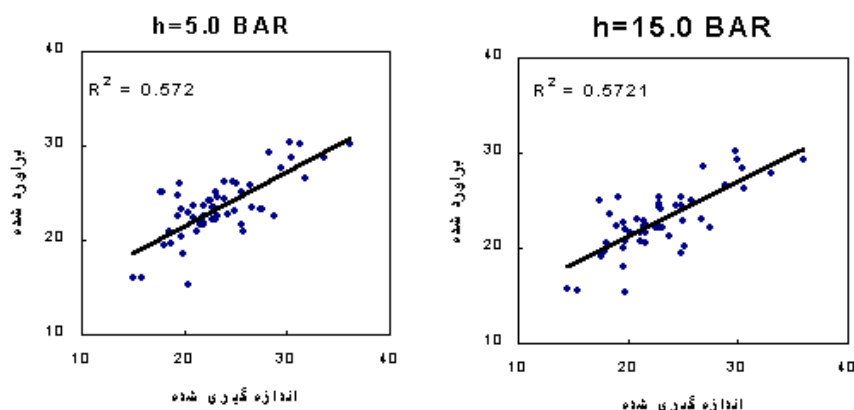 h=5.0 BAR
40
R² = 0.572
30
برآورد شده
20
10
10 20 30 40
اندازه گیری شده
h=15.0 BAR
40
R² = 0.5721
30
برآورد شده
20
10
10 20 30 40
اندازه گیری شده